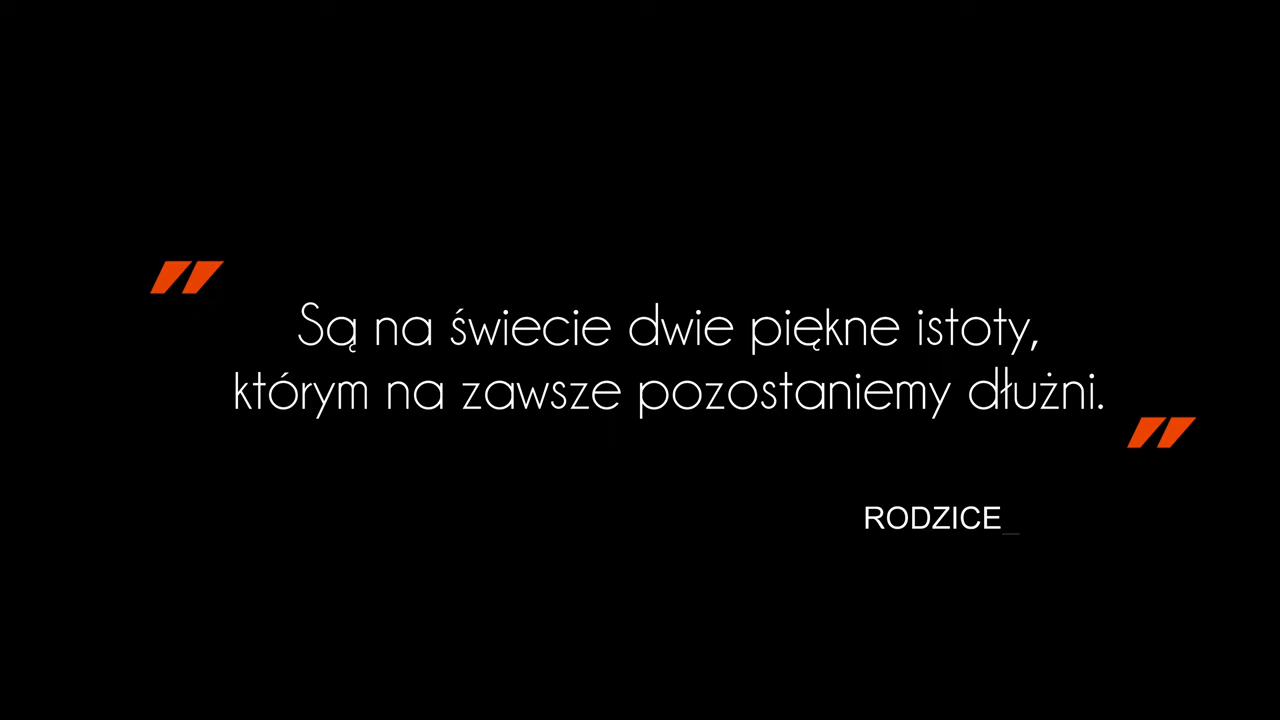 "Są na świecie dwie piękne istoty,
którym na zawsze pozostaniemy dłużni."
RODZICE_